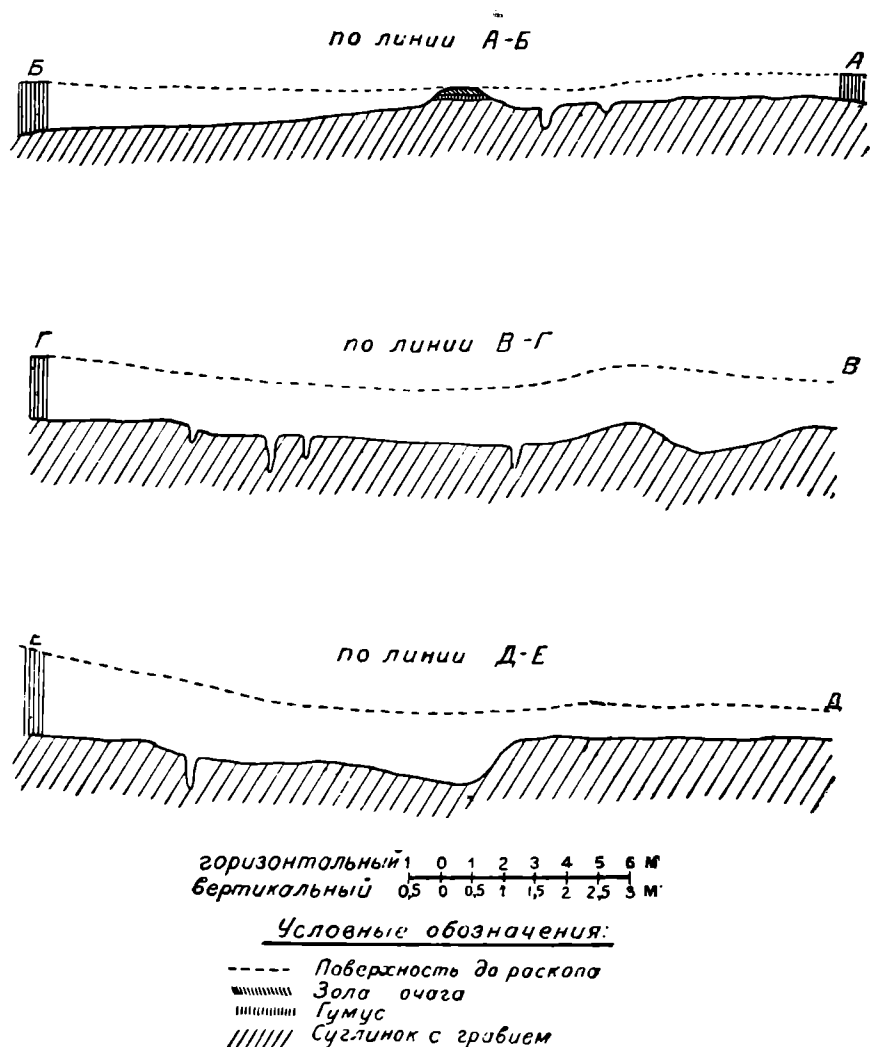 по линии А-Б
Б А
по линии В-Г
Г В
по линии Д-Е
Е Д
горизонтальный 1 0 1 2 3 4 5 6 м
вертикальный 0,5 0 0,5 1 1,5 2 2,5 3 м
Условные обозначения:
Поверхность до раскопа
Зола очага
Гумус
Суглинок с гравием